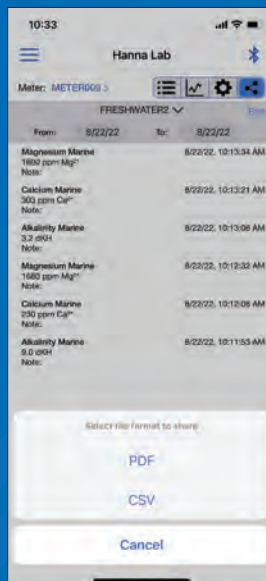 10:33
Hanna Lab
Meter: METER009 >
FRESHWATER2
From: 8/22/22 To: 8/22/22
Magnesium Marine 8/22/22, 10:13:34 AM
1600 ppm Mg²⁺
Note:
Calcium Marine 8/22/22, 10:13:21 AM
303 ppm Ca²⁺
Note:
Alkalinity Marine 8/22/22, 10:13:08 AM
3.2 dKH
Note:
Magnesium Marine 8/22/22, 10:12:32 AM
1680 ppm Mg²⁺
Note:
Calcium Marine 8/22/22, 10:12:08 AM
230 ppm Ca²⁺
Note:
Alkalinity Marine 8/22/22, 10:11:53 AM
9.0 dKH
Note:
Select file format to share
PDF
CSV
Cancel